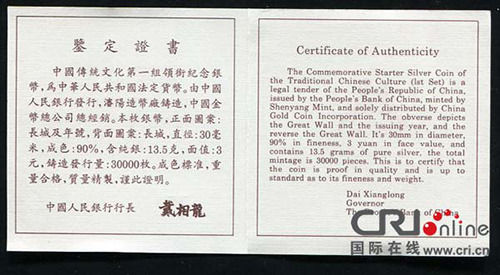 鉴定證書
中國傳統文化第一組領銜紀念銀
幣，爲中華人民共和國法定貨幣。由中國
人民銀行發行，瀋陽造幣廠鑄造，中國金
幣總公司總經銷。本枚銀幣，正面圖案：
長城及年號，背面圖案：長城，直徑：30毫
米，成色：90%，含純銀：13.5克，面值：3
元，鑄造發行量：30000枚。成色標准，重
量合格，質量精製，謹此證明。
中國人民銀行行長 戴相龍
Certificate of Authenticity
The Commemorative Starter Silver Coin of
the Traditional Chinese Culture (1st Set) is
a legal tender of the People's Republic of China,
issued by the People's Bank of China, minted by
Shenyang Mint, and solely distributed by China
Gold Coin Incorporation. The obverse depicts
the Great Wall and the issuing year, and the
reverse the Great Wall. It's 30mm in diameter,
90% in fineness, 3 yuan in face value, and
contains 13.5 grams of pure silver, the total
mintage is 30000 pieces. This is to certify that
the coin is proof in quality and is up to
standard as to its fineness and weight.
Dai Xianglong
Governor
The People's Bank of China
CRI online
国际在线 www.cri.cn